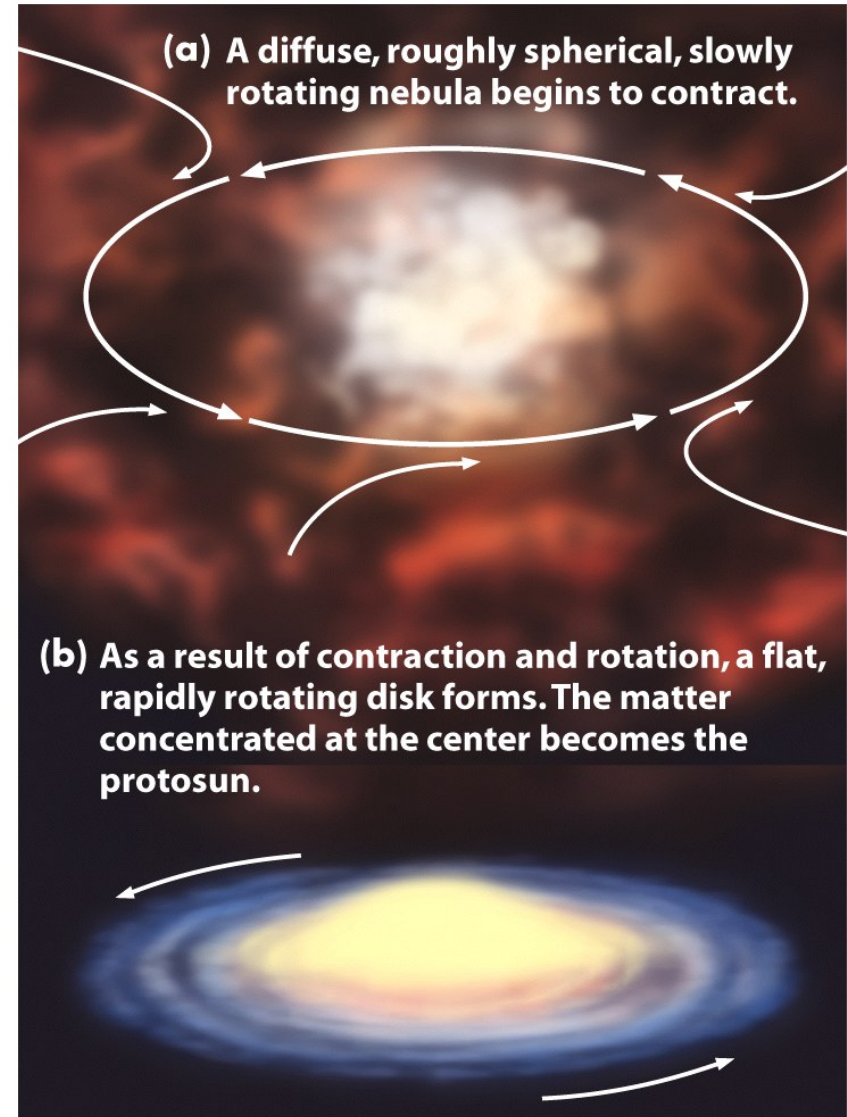 (a) A diffuse, roughly spherical, slowly
rotating nebula begins to contract.
(b) As a result of contraction and rotation, a flat,
rapidly rotating disk forms. The matter
concentrated at the center becomes the
protosun.